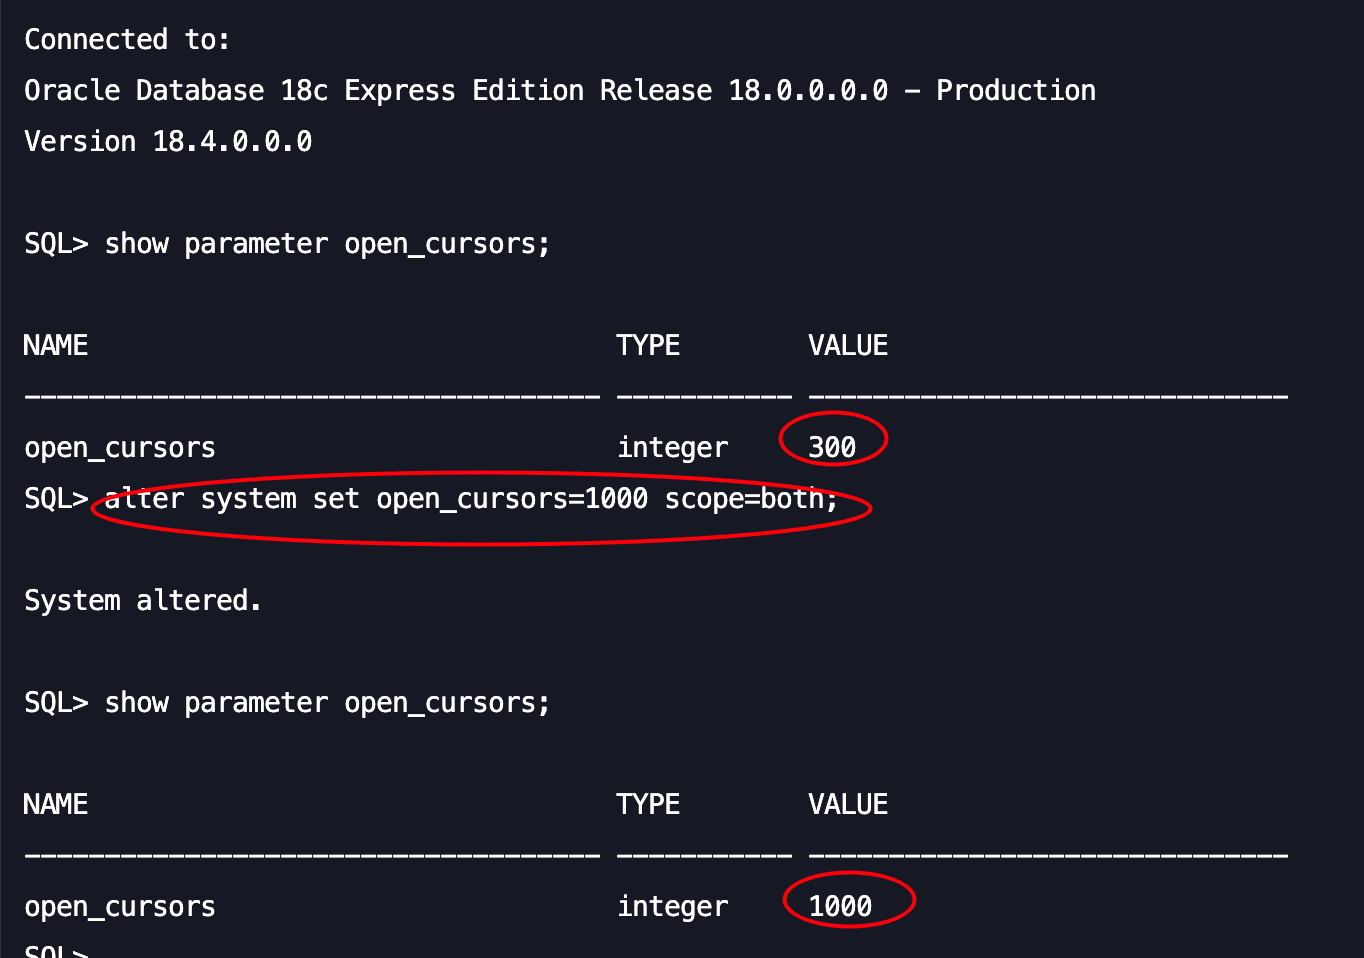 Connected to:
Oracle Database 18c Express Edition Release 18.0.0.0.0 – Production
Version 18.4.0.0.0
SQL> show parameter open_cursors;
NAME                                 TYPE        VALUE
------------------------------------ ----------- ------------------------------
open_cursors                         integer     300
SQL> alter system set open_cursors=1000 scope=both;
System altered.
SQL> show parameter open_cursors;
NAME                                 TYPE        VALUE
------------------------------------ ----------- ------------------------------
open_cursors                         integer     1000
SQL>